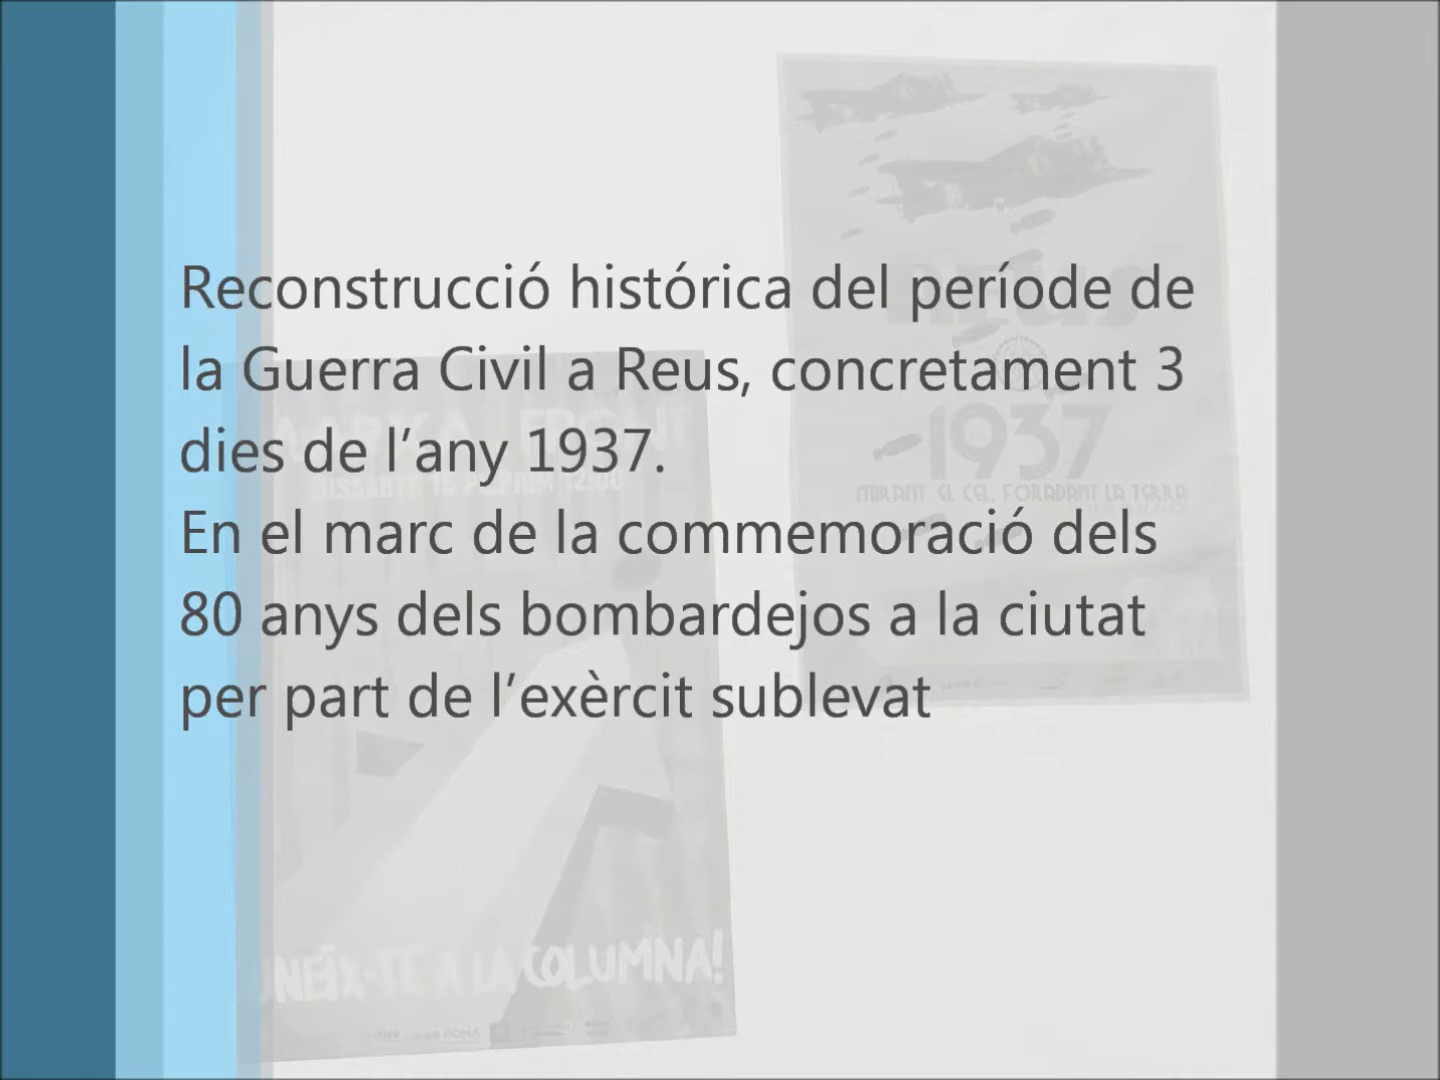 Reconstrucció histórica del període de
la Guerra Civil a Reus, concretament 3
dies de l’any 1937.
En el marc de la commemoració dels
80 anys dels bombardejos a la ciutat
per part de l’exèrcit sublevat
REUS
1937
MIRANT EL CEL, FORADANT LA TERRA
UNEIX-TE A LA COLUMNA!